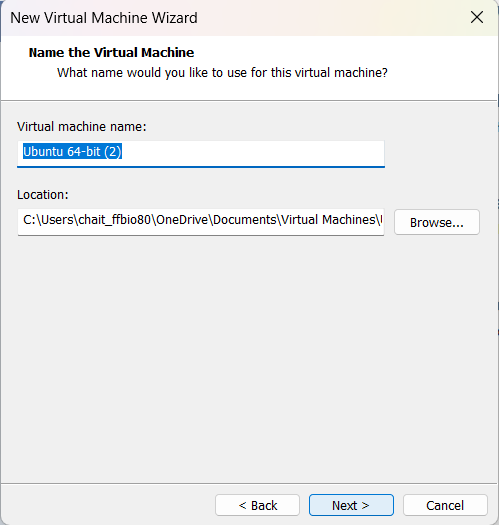 New Virtual Machine Wizard
Name the Virtual Machine
What name would you like to use for this virtual machine?
Virtual machine name:
Ubuntu 64-bit (2)
Location:
C:\Users\chait_ffbio80\OneDrive\Documents\Virtual Machines\U
Browse...
< Back
Next >
Cancel